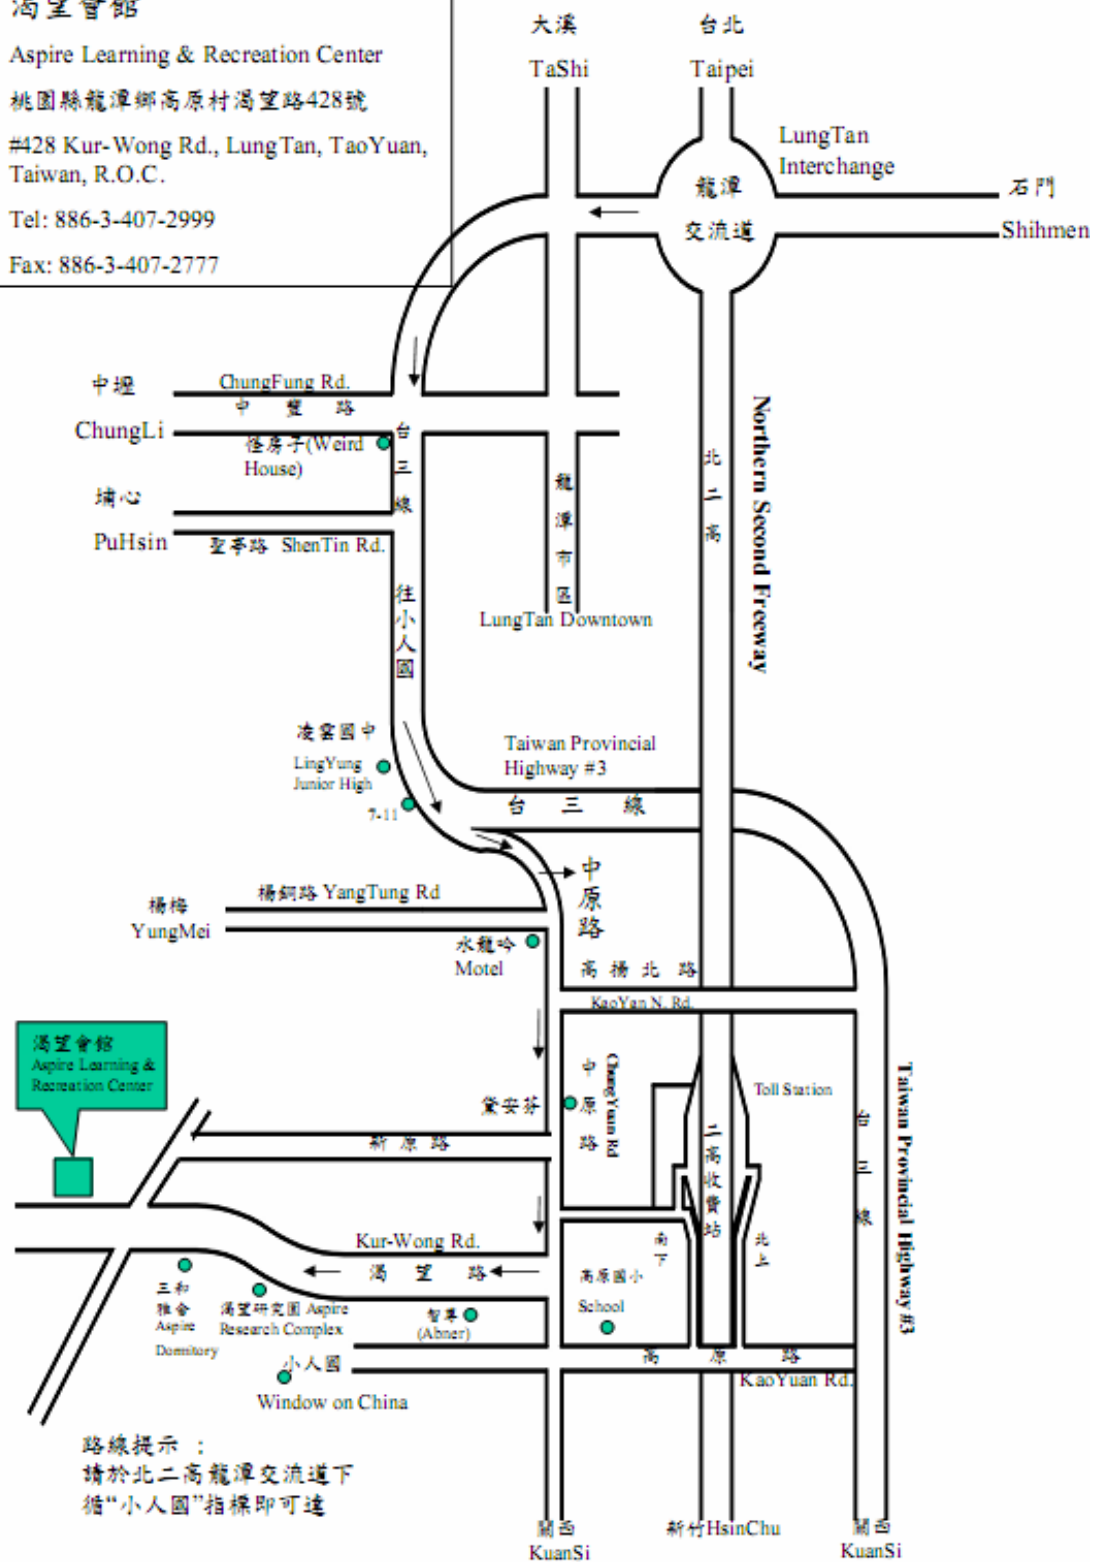 渴望會館
Aspire Learning & Recreation Center
桃園縣龍潭鄉高原村渴望路428號
#428 Kur-Wong Rd., LungTan, TaoYuan,
Taiwan, R.O.C.
Tel: 886-3-407-2999
Fax: 886-3-407-2777
大溪
TaShi
台北
Taipei
LungTan
Interchange
龍潭
交流道
石門
Shihmen
中壢
ChungLi
ChungFung Rd.
中豐路
怪房子(Weird
House)
台三線
埔心
PuHsin
聖亭路 ShenTin Rd.
往小人國
龍潭市區
LungTan Downtown
北二高
Northern Second Freeway
凌雲國中
LingYung
Junior High
7-11
Taiwan Provincial
Highway #3
台三線
中原路
楊銅路 YangTung Rd
楊梅
YungMei
水龍吟
Motel
高楊北路
KaoYan N. Rd.
渴望會館
Aspire Learning &
Recreation Center
黛安芬
中原路
ChungYuan Rd
Toll Station
二高收費站
台三線
Taiwan Provincial Highway #3
新原路
Kur-Wong Rd.
渴望路
南下
北上
高原國小
School
三和
雅舍
Aspire
Dormitory
渴望研究園 Aspire
Research Complex
智尊
(Abner)
小人國
Window on China
高原路
KaoYuan Rd.
路線提示 :
請於北二高龍潭交流道下
循“小人國”指標即可達
關西
KuanSi
新竹HsinChu
關西
KuanSi